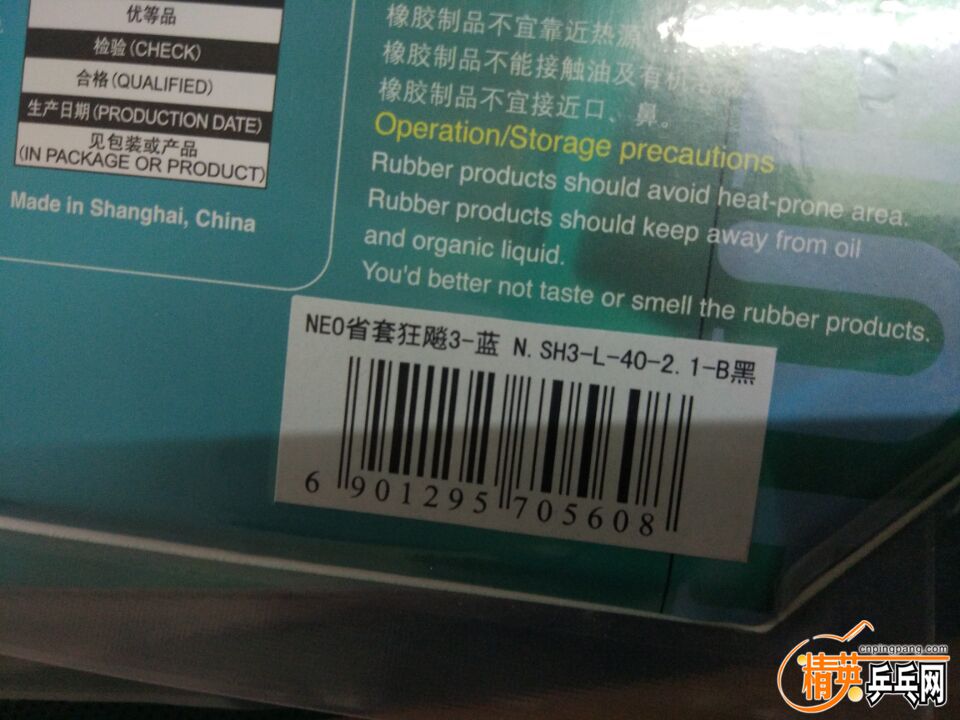 优等品
检验(CHECK)
合格(QUALIFIED)
生产日期(PRODUCTION DATE)
见包装或产品
(IN PACKAGE OR PRODUCT)
Made in Shanghai, China
橡胶制品不宜靠近热源
橡胶制品不能接触油及有机
橡胶制品不宜接近口、鼻。
Operation/Storage precautions
Rubber products should avoid heat-prone area.
Rubber products should keep away from oil
and organic liquid.
You'd better not taste or smell the rubber products.
NEO省套狂飚3-蓝 N.SH3-L-40-2.1-B黑
6 901295 705608
cnpingpang.com
精英乒乓网